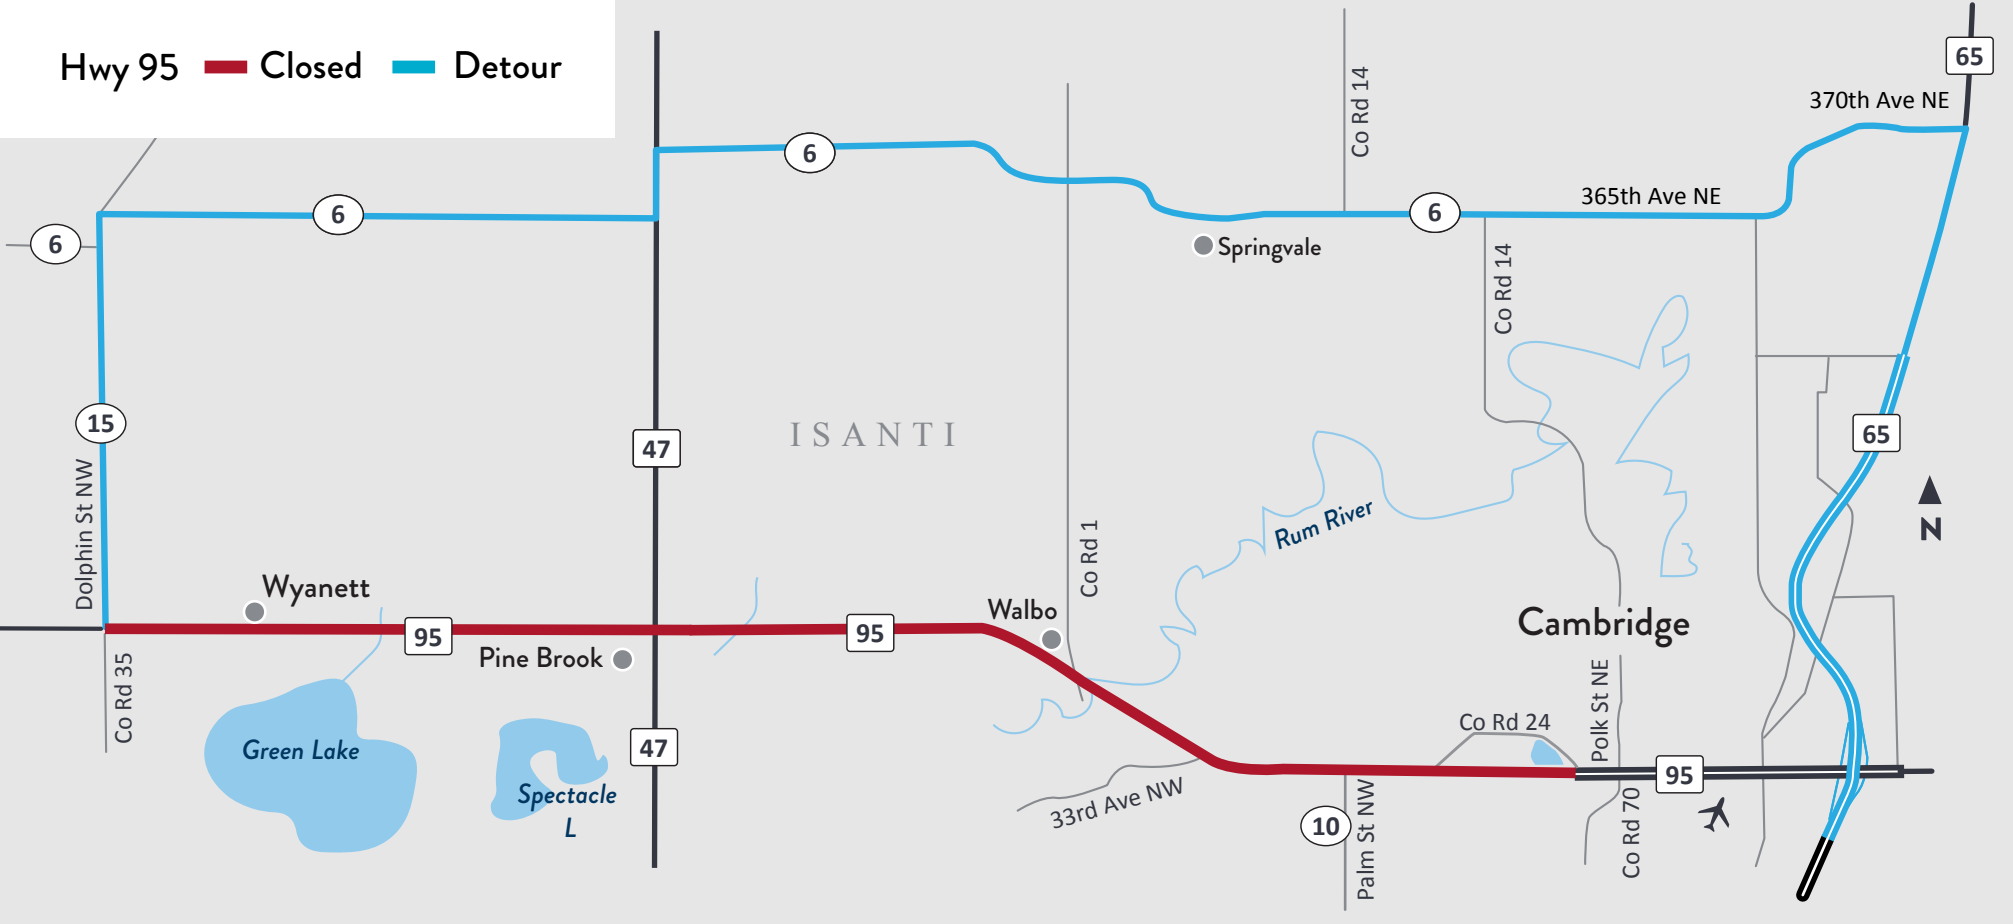 Hwy 95 Closed Detour
65
370th Ave NE
Co Rd 14
6
6
6
365th Ave NE
6
Springvale
Co Rd 14
15
47
ISANTI
65
Dolphin St NW
Rum River
N
Co Rd 1
Wyanett
Walbo
Cambridge
95
95
Pine Brook
Co Rd 35
Polk St NE
Co Rd 24
Green Lake
47
95
Spectacle
L
33rd Ave NW
10
Palm St NW
Co Rd 70